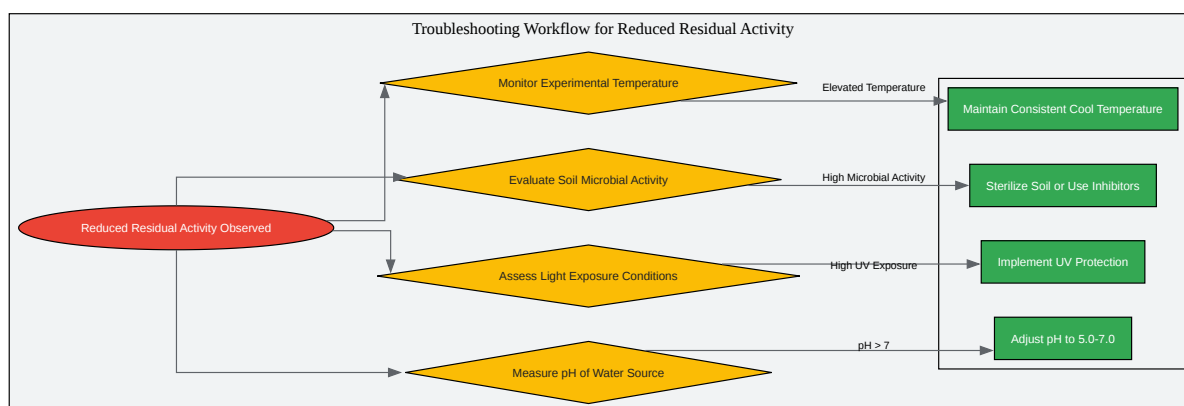 Troubleshooting Workflow for Reduced Residual Activity
Monitor Experimental Temperature
Elevated Temperature
Maintain Consistent Cool Temperature
Evaluate Soil Microbial Activity
High Microbial Activity
Sterilize Soil or Use Inhibitors
Reduced Residual Activity Observed
Assess Light Exposure Conditions
High UV Exposure
Implement UV Protection
Measure pH of Water Source
pH > 7
Adjust pH to 5.0-7.0